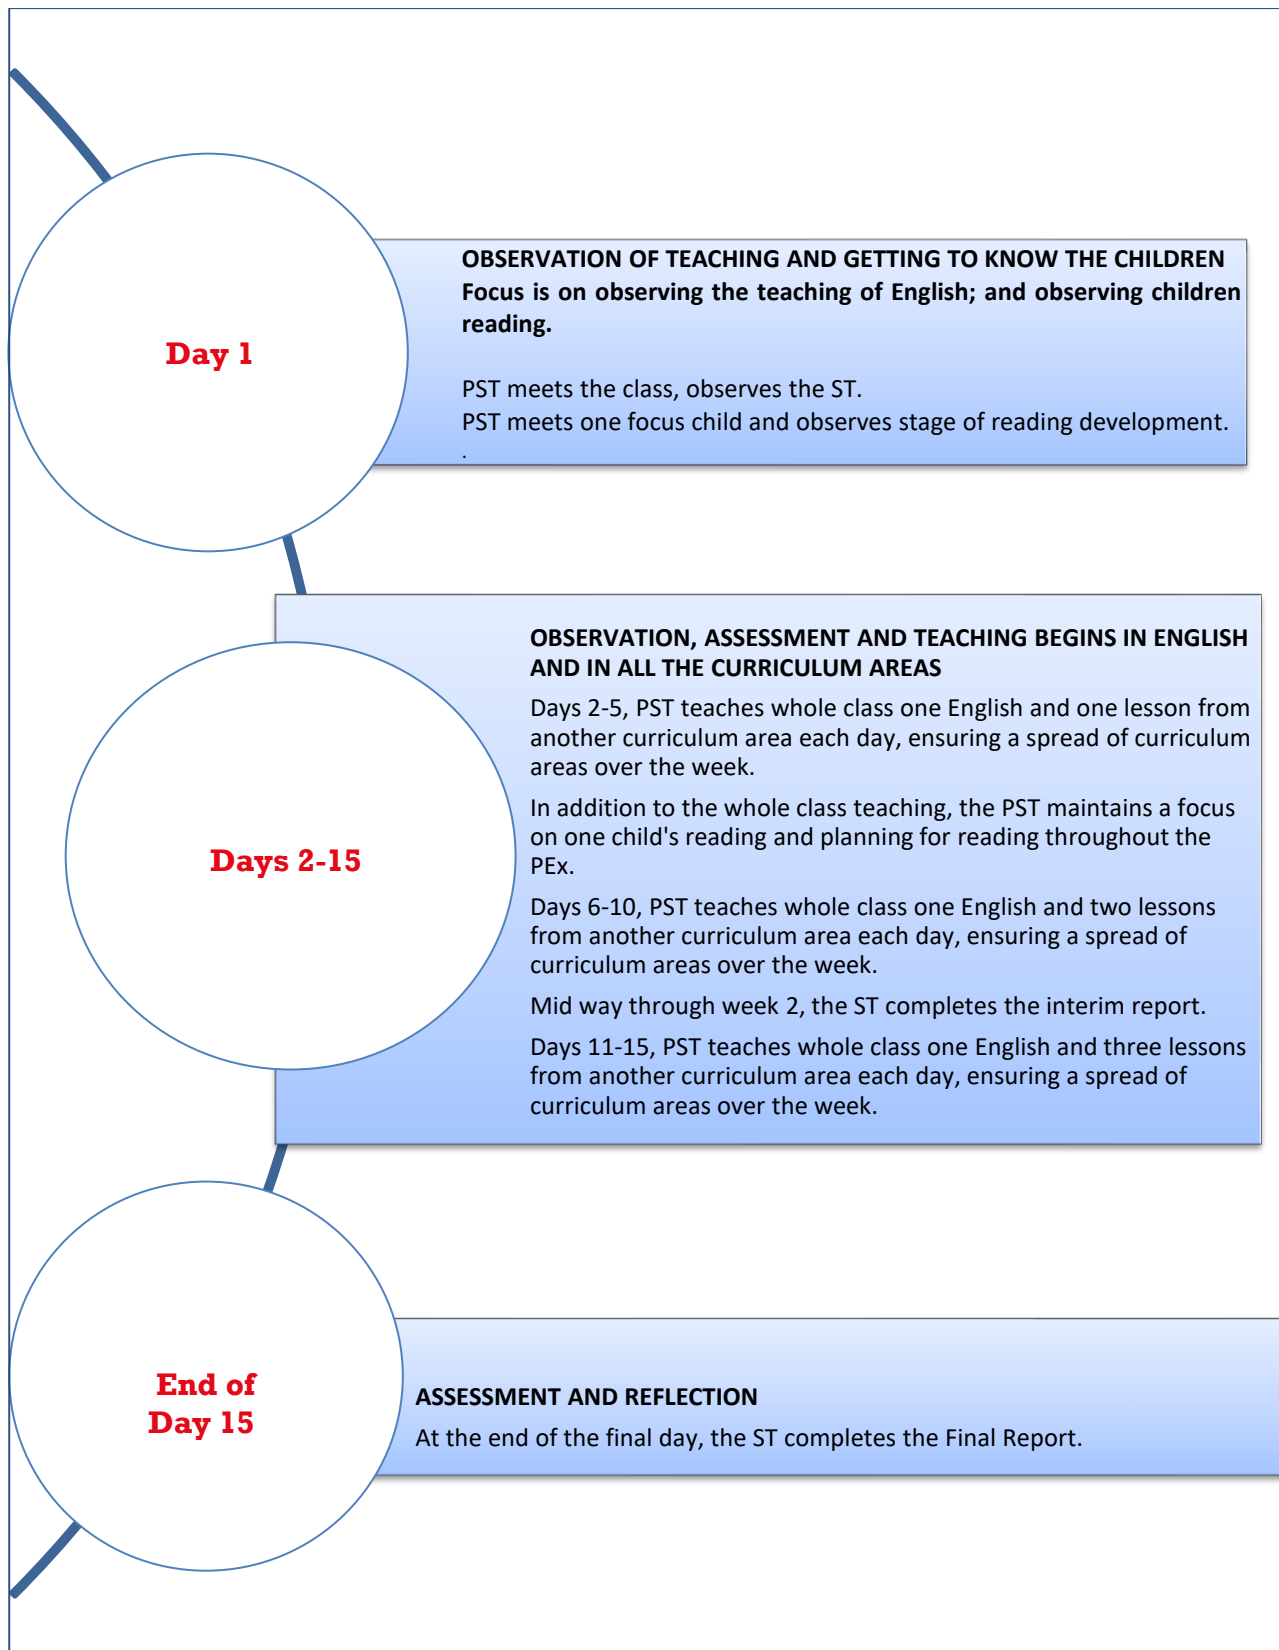 Day 1
OBSERVATION OF TEACHING AND GETTING TO KNOW THE CHILDREN
Focus is on observing the teaching of English; and observing children
reading.
PST meets the class, observes the ST.
PST meets one focus child and observes stage of reading development.
.
Days 2-15
OBSERVATION, ASSESSMENT AND TEACHING BEGINS IN ENGLISH
AND IN ALL THE CURRICULUM AREAS
Days 2-5, PST teaches whole class one English and one lesson from
another curriculum area each day, ensuring a spread of curriculum
areas over the week.
In addition to the whole class teaching, the PST maintains a focus
on one child's reading and planning for reading throughout the
PEx.
Days 6-10, PST teaches whole class one English and two lessons
from another curriculum area each day, ensuring a spread of
curriculum areas over the week.
Mid way through week 2, the ST completes the interim report.
Days 11-15, PST teaches whole class one English and three lessons
from another curriculum area each day, ensuring a spread of
curriculum areas over the week.
End of
Day 15
ASSESSMENT AND REFLECTION
At the end of the final day, the ST completes the Final Report.